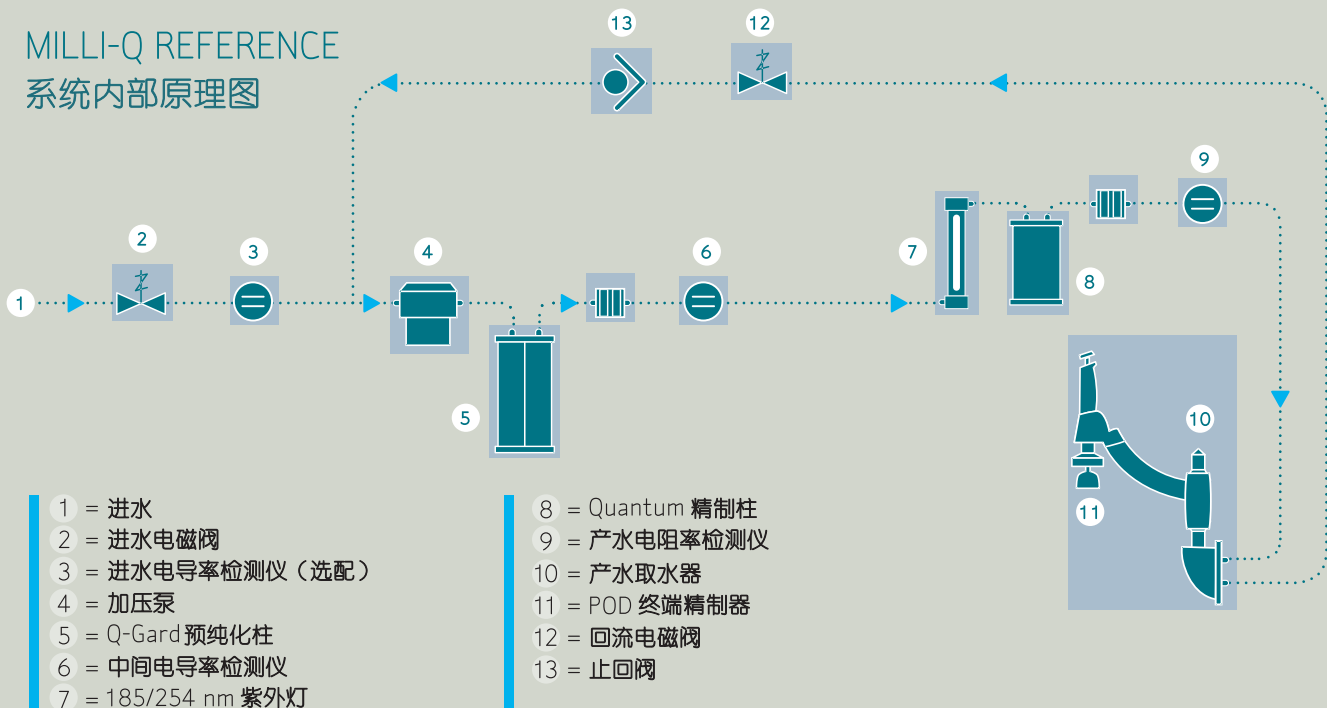 MILLI-Q REFERENCE
系统内部原理图
13
12
9
2
3
4
6
7
8
1
5
10
11
1 = 进水
2 = 进水电磁阀
3 = 进水电导率检测仪（选配）
4 = 加压泵
5 = Q-Gard 预纯化柱
6 = 中间电导率检测仪
7 = 185/254 nm 紫外灯
8 = Quantum 精制柱
9 = 产水电阻率检测仪
10 = 产水取水器
11 = POD 终端精制器
12 = 回流电磁阀
13 = 止回阀